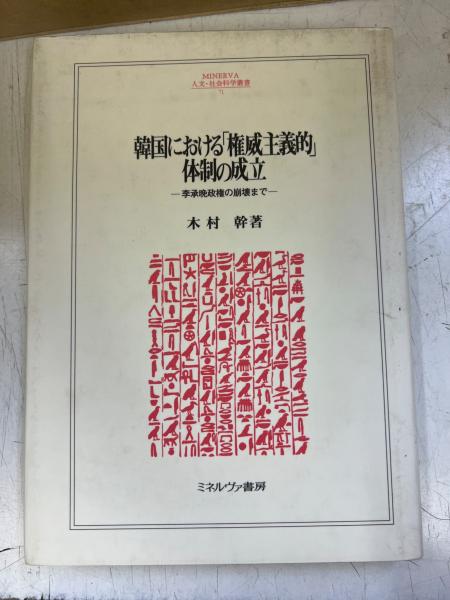 MINERVA
人文・社会科学叢書
71
韓国における「権威主義的」
体制の成立
―李承晩政権の崩壊まで―
木村 幹著
ミネルヴァ書房